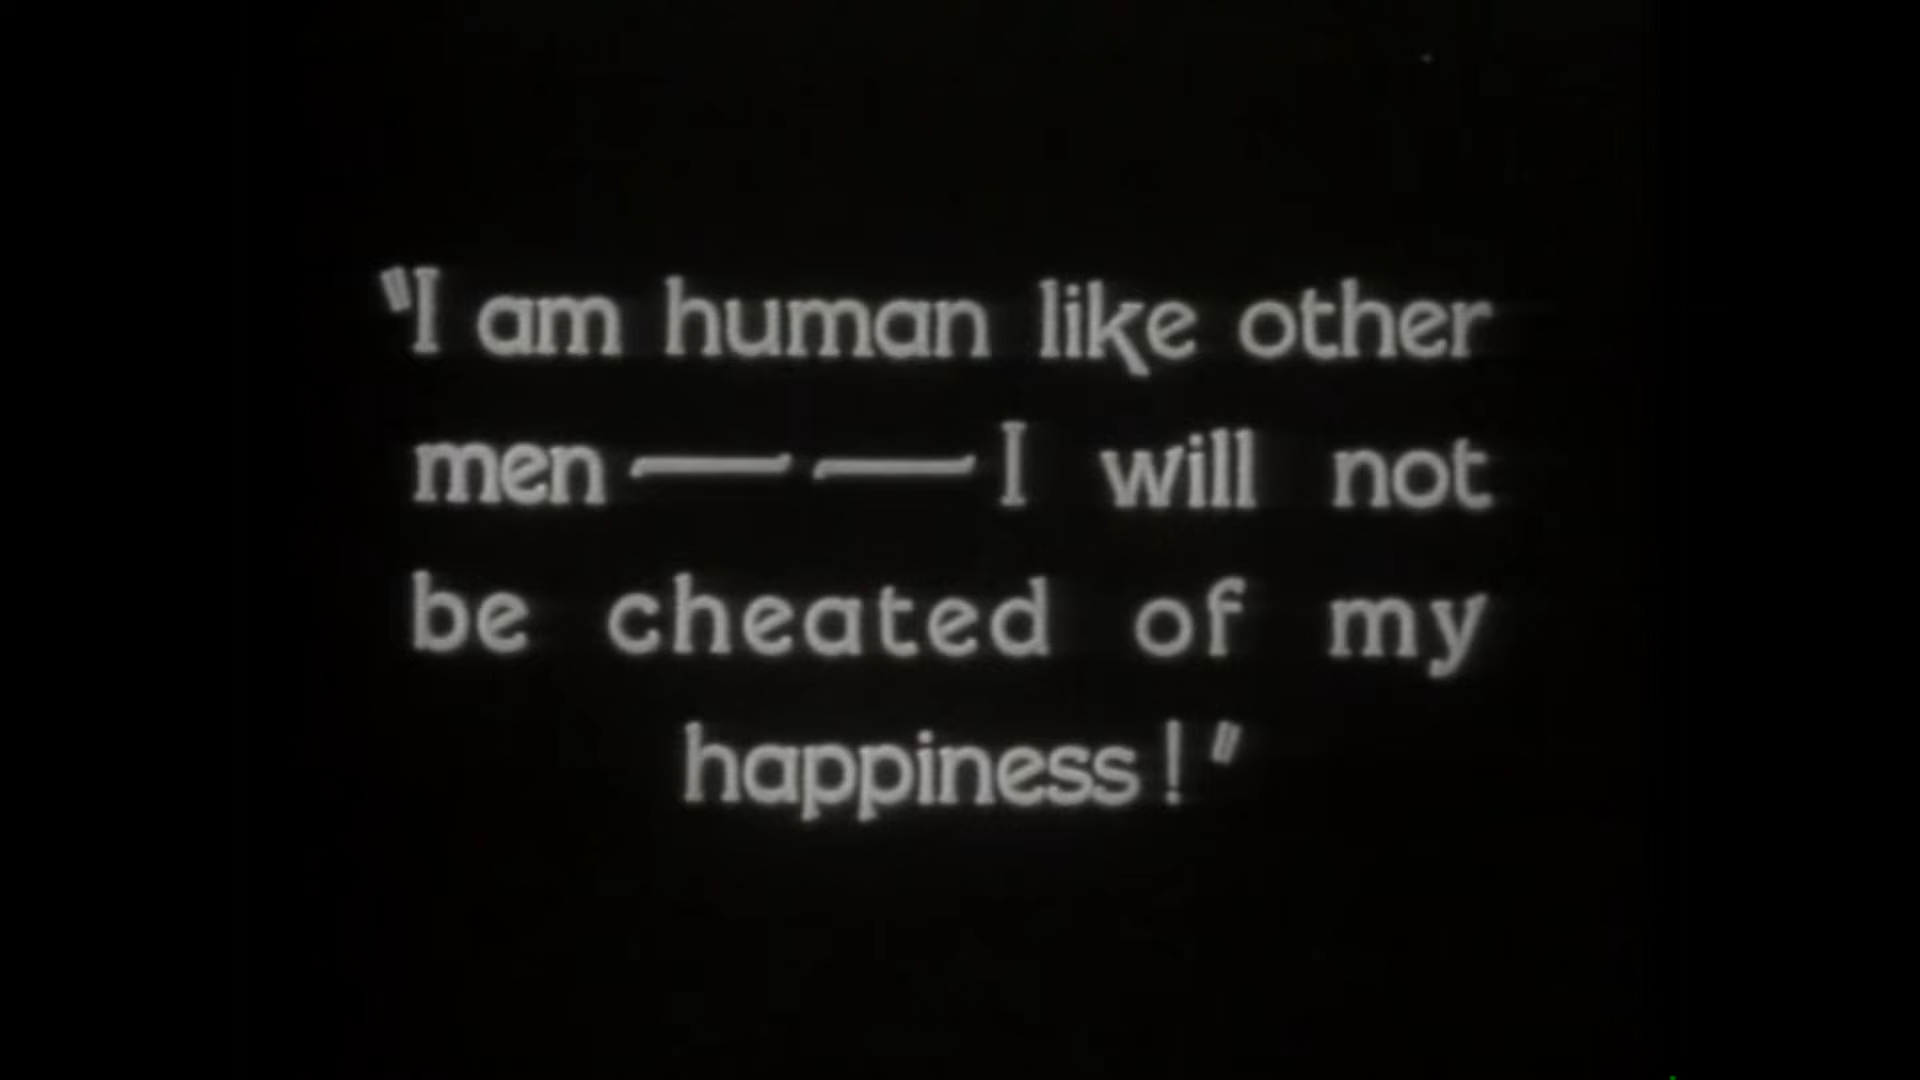 "I am human like other
men — — I will not
be cheated of my
happiness!"